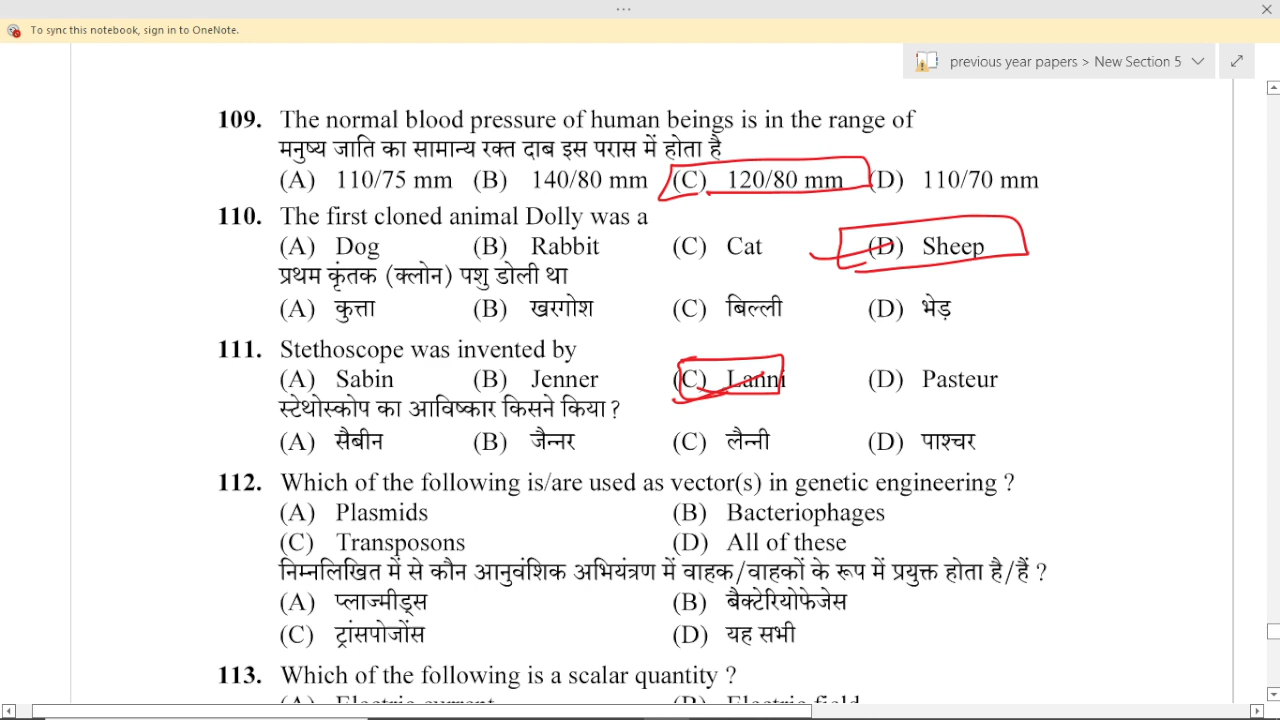 To sync this notebook, sign in to OneNote.
previous year papers > New Section 5
109. The normal blood pressure of human beings is in the range of
मनुष्य जाति का सामान्य रक्त दाब इस परास में होता है
(A) 110/75 mm (B) 140/80 mm (C) 120/80 mm (D) 110/70 mm
110. The first cloned animal Dolly was a
(A) Dog (B) Rabbit (C) Cat (D) Sheep
प्रथम कृंतक (क्लोन) पशु डोली था
(A) कुत्ता (B) खरगोश (C) बिल्ली (D) भेड़
111. Stethoscope was invented by
(A) Sabin (B) Jenner (C) Lanni (D) Pasteur
स्टेथोस्कोप का आविष्कार किसने किया ?
(A) सैबीन (B) जैन्नर (C) लैन्नी (D) पाश्चर
112. Which of the following is/are used as vector(s) in genetic engineering ?
(A) Plasmids (B) Bacteriophages
(C) Transposons (D) All of these
निम्नलिखित में से कौन आनुवंशिक अभियंत्रण में वाहक/वाहकों के रूप में प्रयुक्त होता है/हैं ?
(A) प्लाज्मीड्स (B) बैक्टेरियोफेजेस
(C) ट्रांसपोजोंस (D) यह सभी
113. Which of the following is a scalar quantity ?
(A) Electric current (B) Electric field